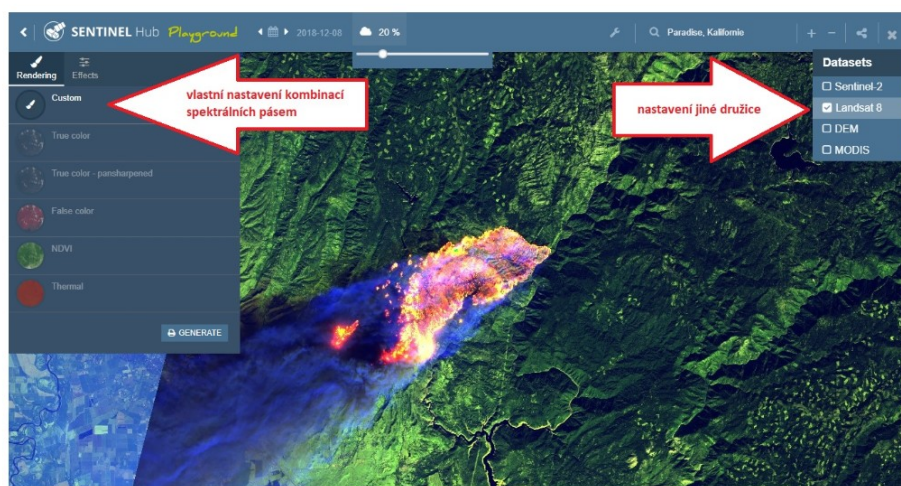 SENTINEL Hub Playground
2018-12-08
20 %
Paradise, Kalifornie
Rendering
Effects
Custom
True color
True color - pansharpened
False color
NDVI
Thermal
GENERATE
vlastní nastavení kombinací
spektrálních pásem
nastavení jiné družice
Datasets
Sentinel-2
Landsat 8
DEM
MODIS